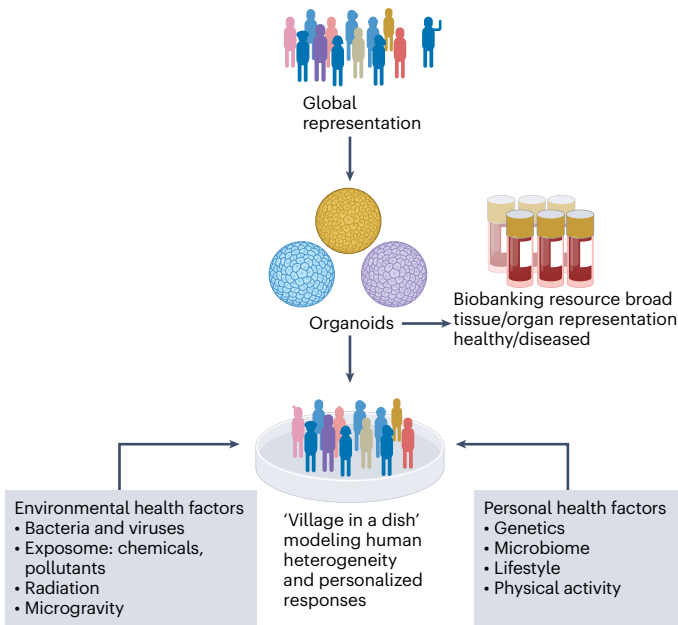 Global
representation
Organoids
Biobanking resource broad
tissue/organ representation
healthy/diseased
Environmental health factors
• Bacteria and viruses
• Exposome: chemicals,
pollutants
• Radiation
• Microgravity
‘Village in a dish’
modeling human
heterogeneity
and personalized
responses
Personal health factors
• Genetics
• Microbiome
• Lifestyle
• Physical activity